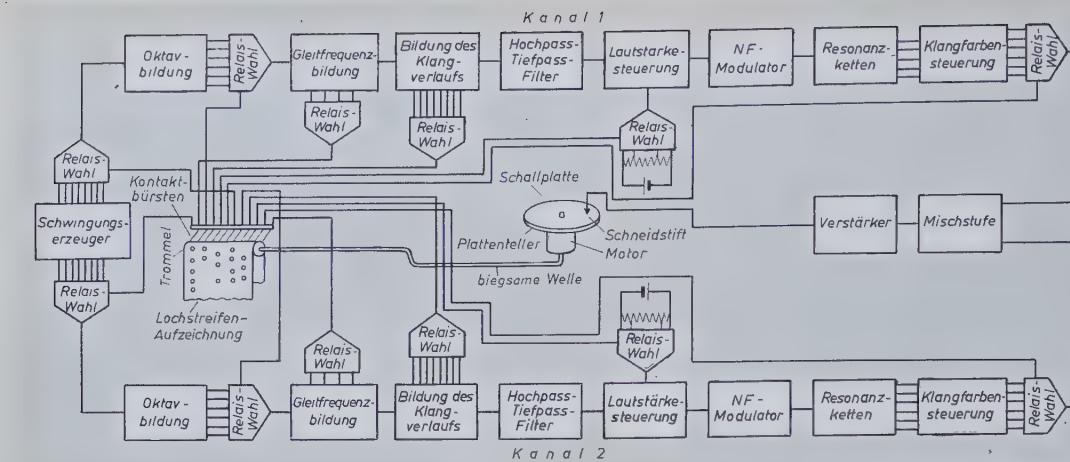 Kanal 1
Oktav-
bildung
Relais-
Wahl
Gleitfrequenz-
bildung
Relais-
Wahl
Bildung des
Klang-
verlaufs
Relais-
Wahl
Hochpass-
Tiefpass-
Filter
Lautstärke-
steuerung
Relais-
Wahl
NF-
Modulator
Resonanz-
ketten
Klangfarben-
steuerung
Relais-
Wahl
Relais-
Wahl
Kontakt-
bürsten
Schwingungs-
erzeuger
Trommel
Relais-
Wahl
Lochstreifen-
Aufzeichnung
Schallplatte
Plattenteller
Schneidstift
Motor
biegsame Welle
Verstärker
Mischstufe
Oktav-
bildung
Relais-
Wahl
Relais-
Wahl
Gleitfrequenz-
bildung
Relais-
Wahl
Bildung des
Klang-
verlaufs
Hochpass-
Tiefpass-
Filter
Relais-
Wahl
Lautstärke-
steuerung
NF-
Modulator
Resonanz-
ketten
Klangfarben-
steuerung
Relais-
Wahl
Kanal 2